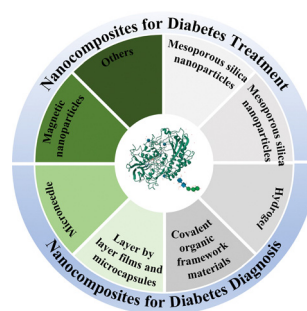 Nanocomposites for Diabetes Treatment
Others
Mesoporous silica
nanoparticles
Mesoporous silica
nanoparticles
Hydrogel
Covalent
organic
framework
materials
Layer by
layer films and
microcapsules
Microneedle
Magnetic
nanoparticles
Nanocomposites for Diabetes Diagnosis